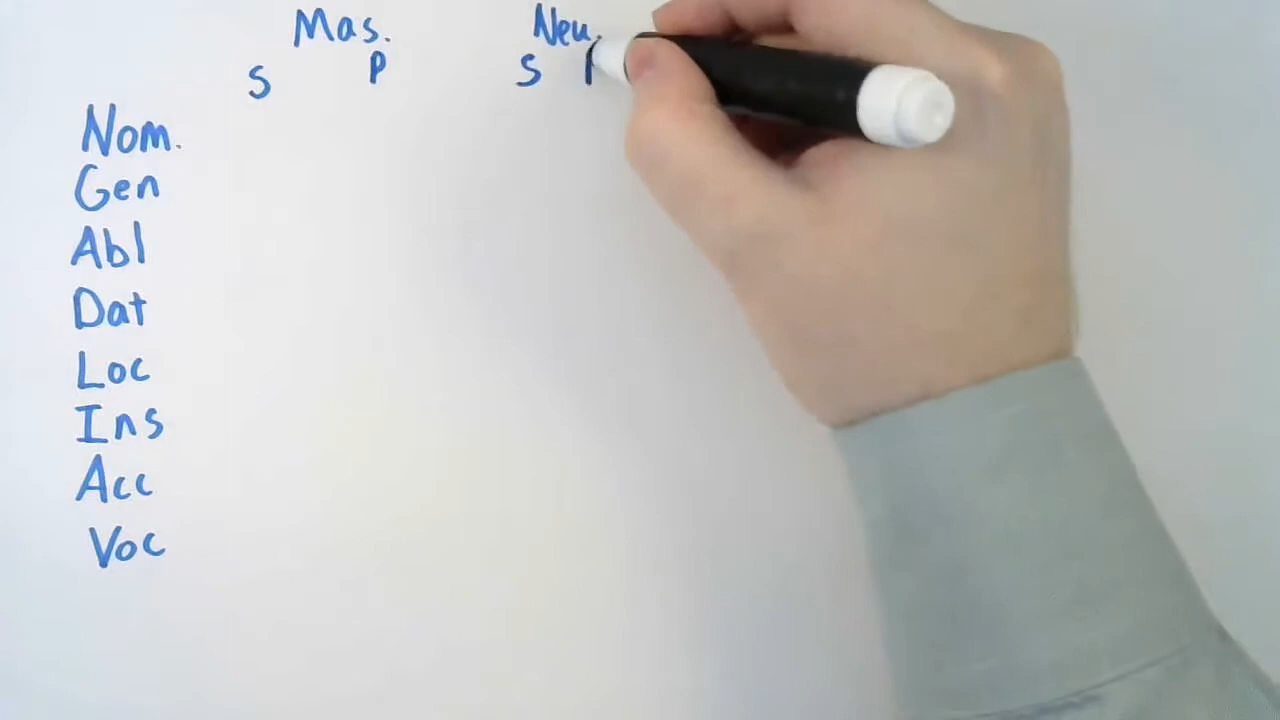 Mas. Neu.
S P S
Nom.
Gen
Abl
Dat
Loc
Ins
Acc
Voc